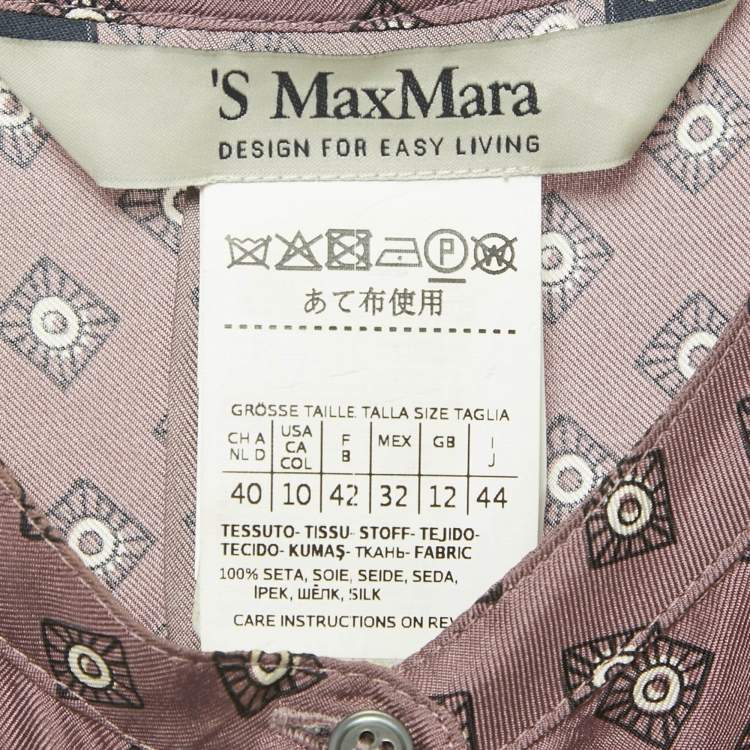 'S MaxMara
DESIGN FOR EASY LIVING
P W
あて布使用
GRÖSSE TAILLE TALLA SIZE TAGLIA
CH A NL D USA CA COL F B MEX GB I J
40 10 42 32 12 44
TESSUTO- TISSU- STOFF- TEJIDO-
TECIDO- KUMAŞ- ТКАНЬ- FABRIC
100% SETA, SOIE, SEIDE, SEDA,
İPEK, ШЁЛК, SILK
CARE INSTRUCTIONS ON